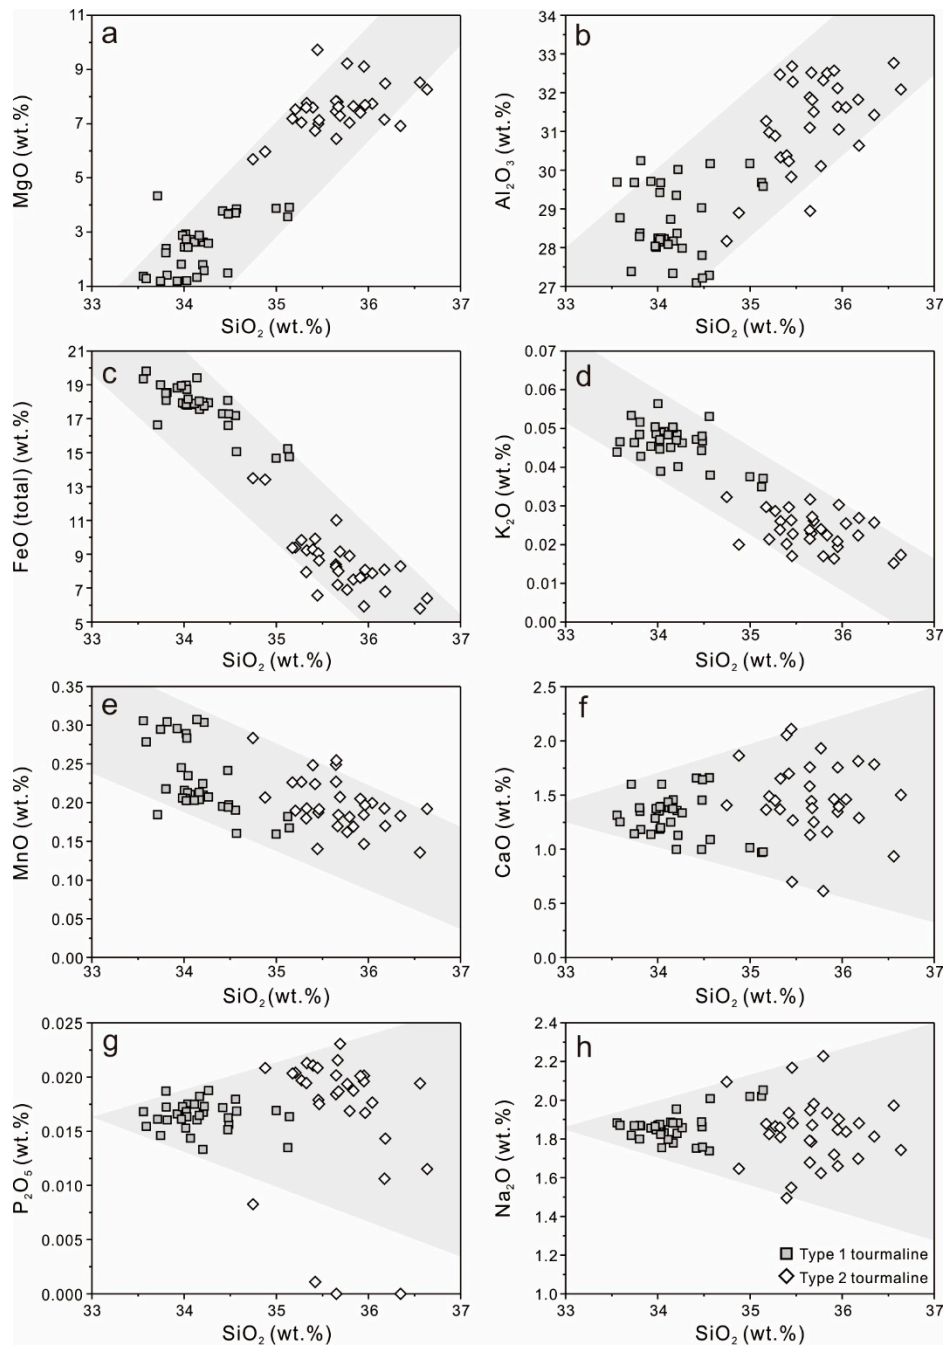 a
MgO (wt.%)
11
9
7
5
3
1
33 34 35 36 37
SiO₂ (wt.%)
b
Al₂O₃ (wt.%)
34
33
32
31
30
29
28
27
33 34 35 36 37
SiO₂ (wt.%)
c
FeO (total) (wt.%)
21
19
17
15
13
11
9
7
5
33 34 35 36 37
SiO₂ (wt.%)
d
K₂O (wt.%)
0.07
0.06
0.05
0.04
0.03
0.02
0.01
0.00
33 34 35 36 37
SiO₂ (wt.%)
e
MnO (wt.%)
0.35
0.30
0.25
0.20
0.15
0.10
0.05
0.00
33 34 35 36 37
SiO₂ (wt.%)
f
CaO (wt.%)
2.5
2.0
1.5
1.0
0.5
0.0
33 34 35 36 37
SiO₂ (wt.%)
g
P₂O₅ (wt.%)
0.025
0.020
0.015
0.010
0.005
0.000
33 34 35 36 37
SiO₂ (wt.%)
h
Na₂O (wt.%)
2.4
2.2
2.0
1.8
1.6
1.4
1.2
1.0
Type 1 tourmaline
Type 2 tourmaline
33 34 35 36 37
SiO₂ (wt.%)